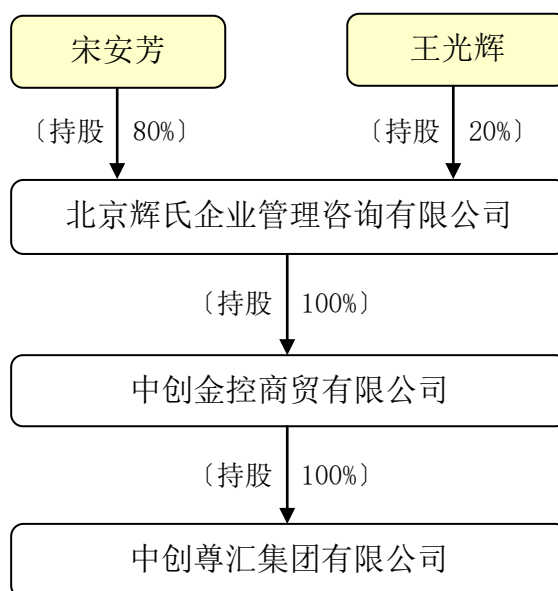 宋安芳 王光辉
〔持股 80%〕 〔持股 20%〕
北京辉氏企业管理咨询有限公司
〔持股 100%〕
中创金控商贸有限公司
〔持股 100%〕
中创尊汇集团有限公司